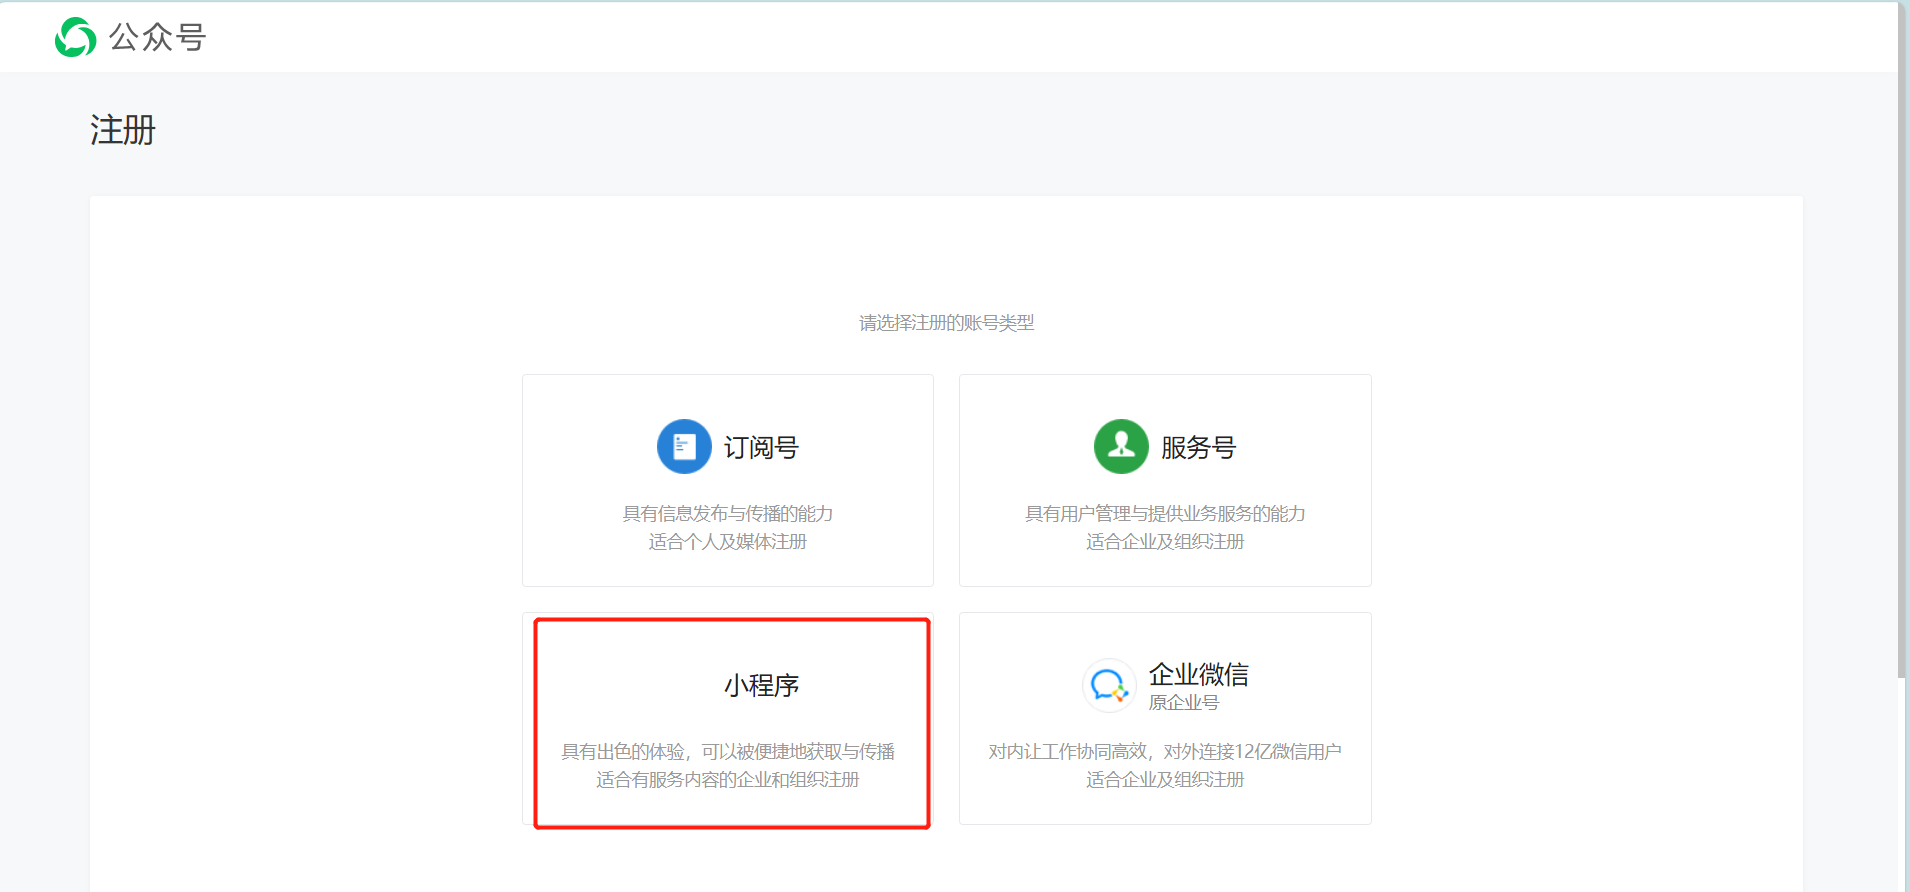 公众号
注册
请选择注册的账号类型
订阅号
具有信息发布与传播的能力
适合个人及媒体注册
服务号
具有用户管理与提供业务服务的能力
适合企业及组织注册
小程序
具有出色的体验，可以被便捷地获取与传播
适合有服务内容的企业和组织注册
企业微信
原企业号
对内让工作协同高效，对外连接12亿微信用户
适合企业及组织注册